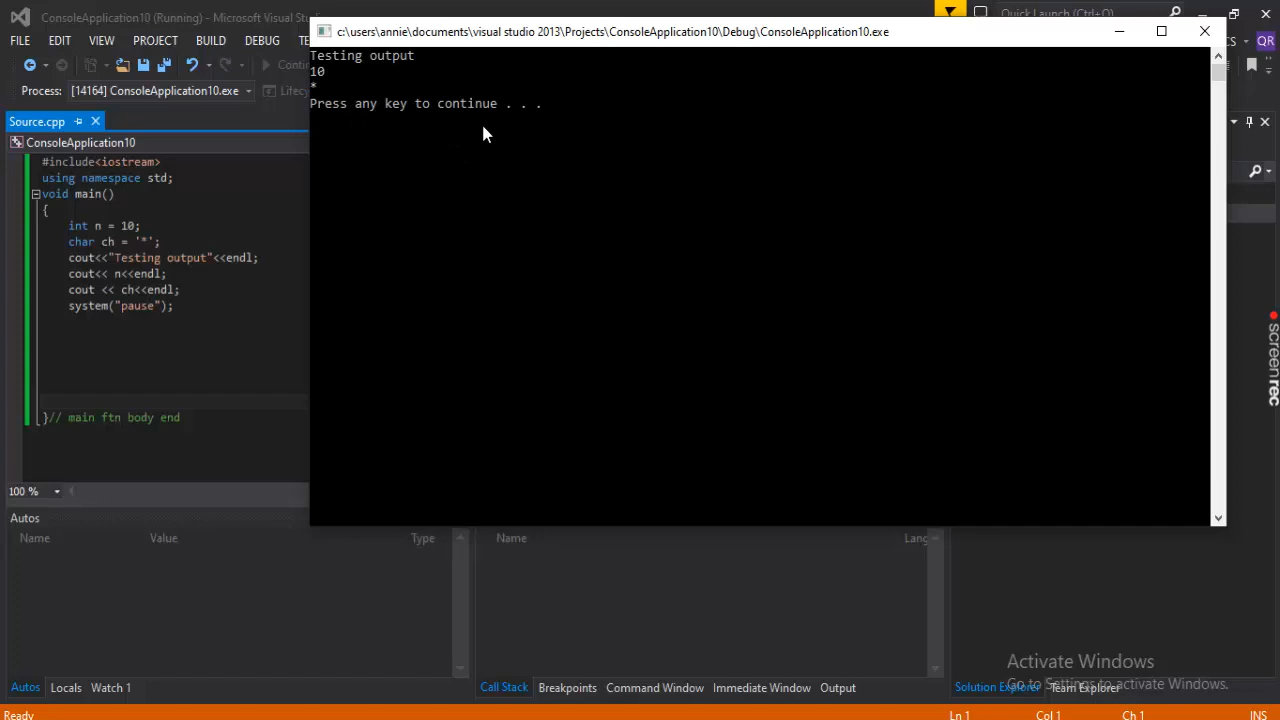 ConsoleApplication10 (Running) - Microsoft Visual
Quick Launch (Ctrl+Q)
c:\users\annie\documents\visual studio 2013\Projects\ConsoleApplication10\Debug\ConsoleApplication10.exe
FILE EDIT VIEW PROJECT BUILD DEBUG
QR
Process: [14164] ConsoleApplication10.exe
Source.cpp
ConsoleApplication10
Testing output
10
*
Press any key to continue . . .
#include<iostream>
using namespace std;
void main()
{
int n = 10;
char ch = '*';
cout<<"Testing output"<<endl;
cout<< n<<endl;
cout << ch<<endl;
system("pause");
}// main ftn body end
screenrec
100 %
Autos
Name Value Type
Name
Autos Locals Watch 1
Call Stack Breakpoints Command Window Immediate Window Output
Solution Explorer Team Explorer
Activate Windows
Go to Settings to activate Windows.
Ready Ln 1 Col 1 Ch 1 INS